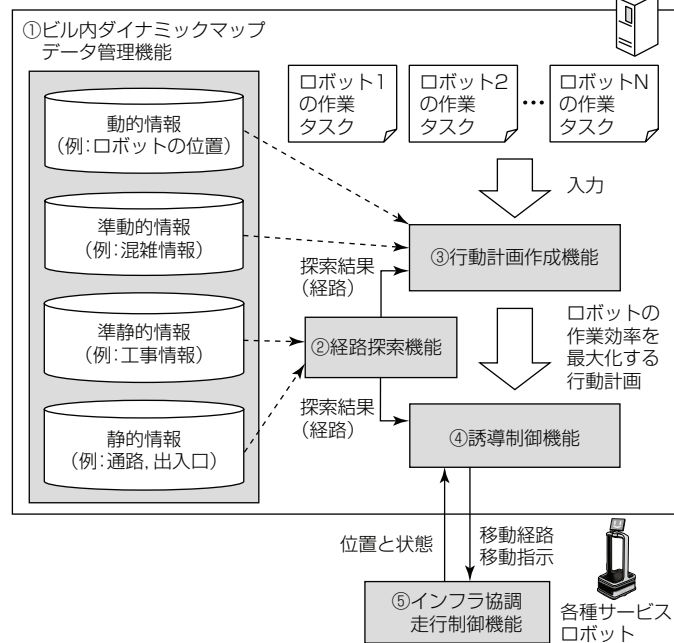 ①ビル内ダイナミックマップ
データ管理機能
動的情報
(例:ロボットの位置)
準動的情報
(例:混雑情報)
準静的情報
(例:工事情報)
静的情報
(例:通路,出入口)
ロボット1
の作業
タスク
ロボット2
の作業
タスク
…
ロボットN
の作業
タスク
入力
③行動計画作成機能
探索結果
(経路)
②経路探索機能
ロボットの
作業効率を
最大化する
行動計画
探索結果
(経路)
④誘導制御機能
位置と状態
移動経路
移動指示
⑤インフラ協調
走行制御機能
各種サービス
ロボット